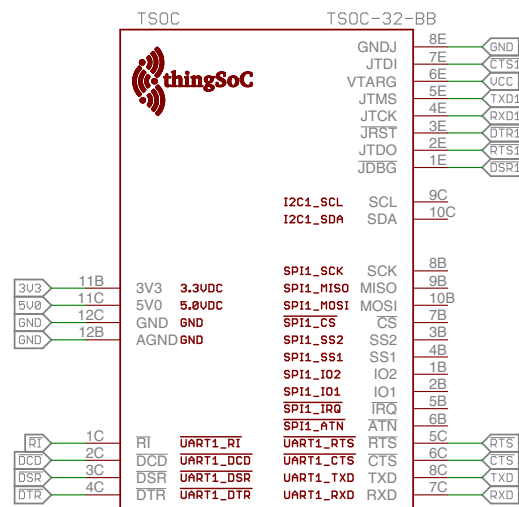 TSOC TSOC-32-BB
thingSoC
GNDJ 8E GND
JTDI 7E CTS1
VTARG 6E VCC
JTMS 5E TXD1
JTCK 4E RXD1
JRST 3E DTR1
JTDO 2E RTS1
JDBG 1E DSR1
I2C1_SCL SCL 9C
I2C1_SDA SDA 10C
SPI1_SCK SCK 8B
3V3 11B 3V3 3.3VDC SPI1_MISO MISO 9B
5V0 11C 5V0 5.0VDC SPI1_MOSI MOSI 10B
GND 12C GND GND SPI1_CS CS 7B
GND 12B AGND GND SPI1_SS2 SS2 3B
SPI1_SS1 SS1 4B
SPI1_IO2 IO2 1B
SPI1_IO1 IO1 2B
SPI1_IRQ IRQ 5B
SPI1_ATN ATN 6B
RI 1C RI UART1_RI UART1_RTS RTS 5C RTS
DCD 2C DCD UART1_DCD UART1_CTS CTS 6C CTS
DSR 3C DSR UART1_DSR UART1_TXD TXD 8C TXD
DTR 4C DTR UART1_DTR UART1_RXD RXD 7C RXD